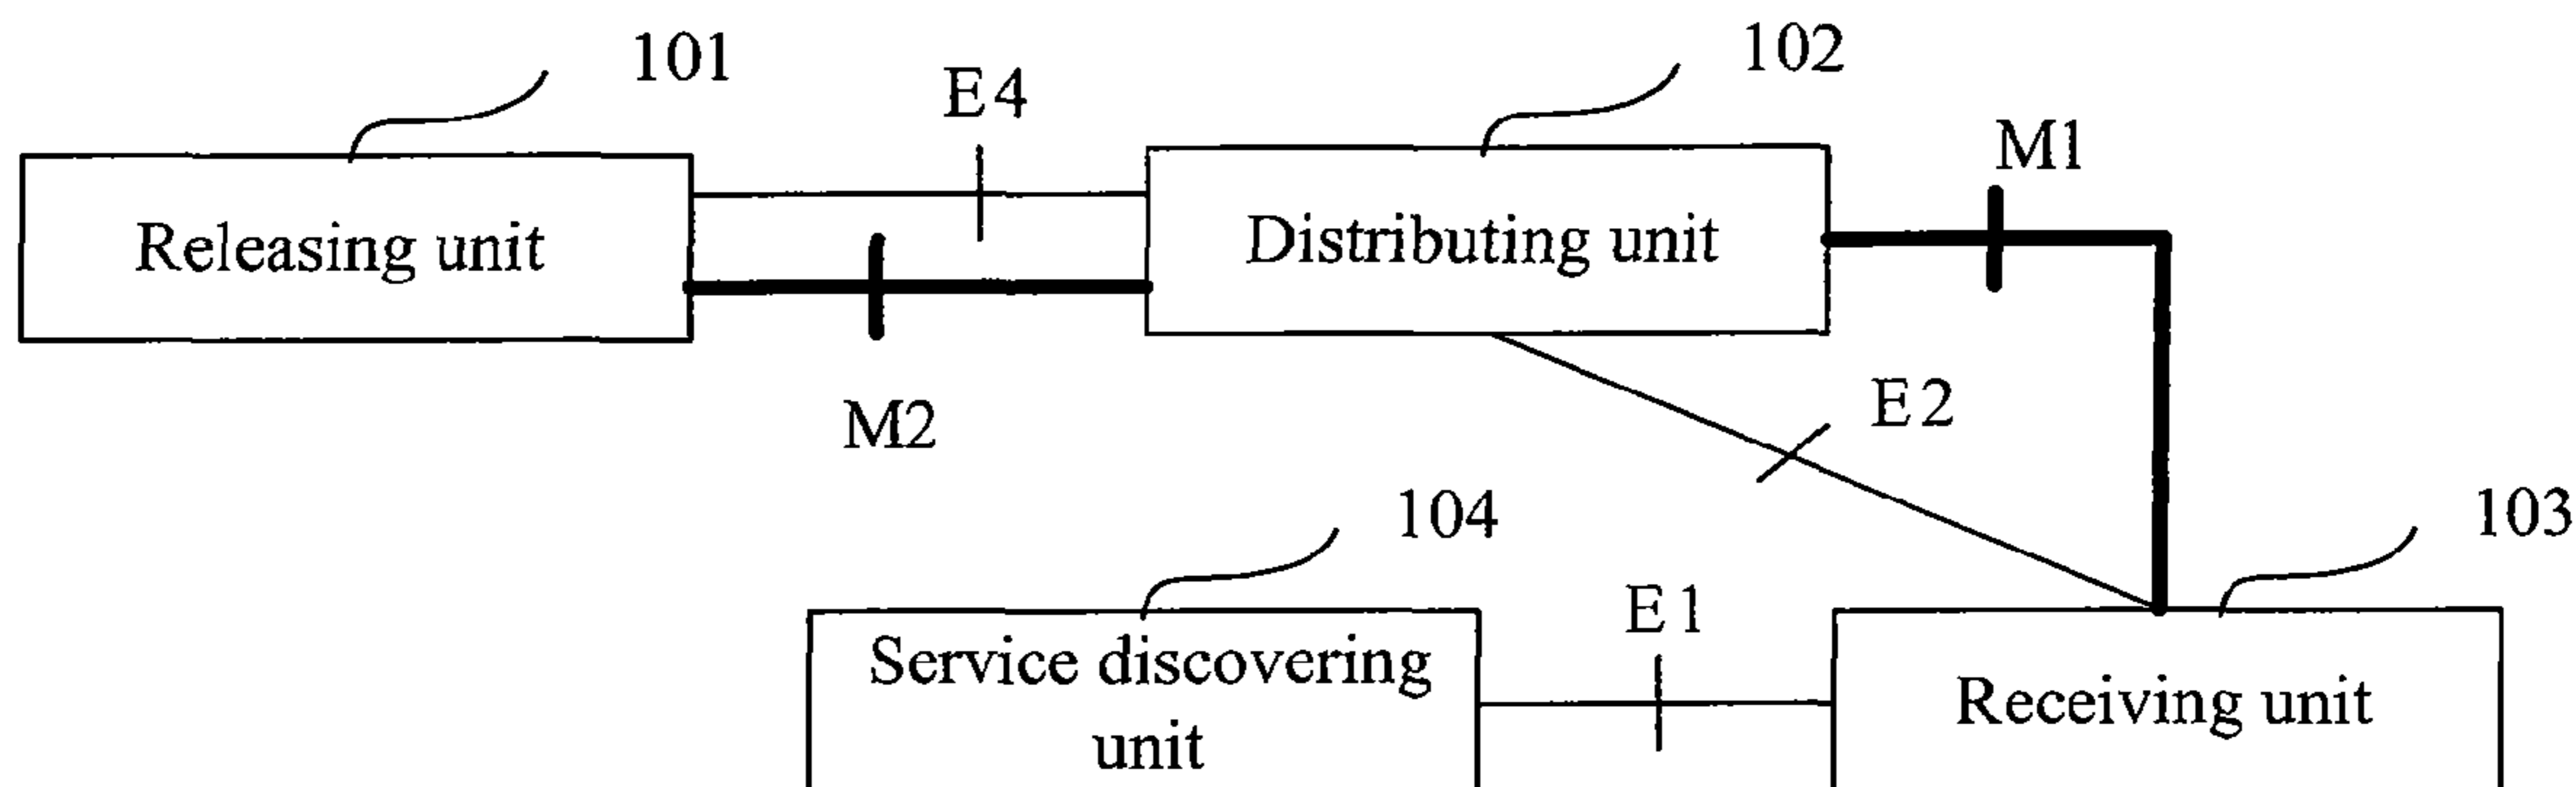 101
102
E4
M1
Releasing unit
Distributing unit
M2
E2
104
103
E1
Service discovering
unit
Receiving unit